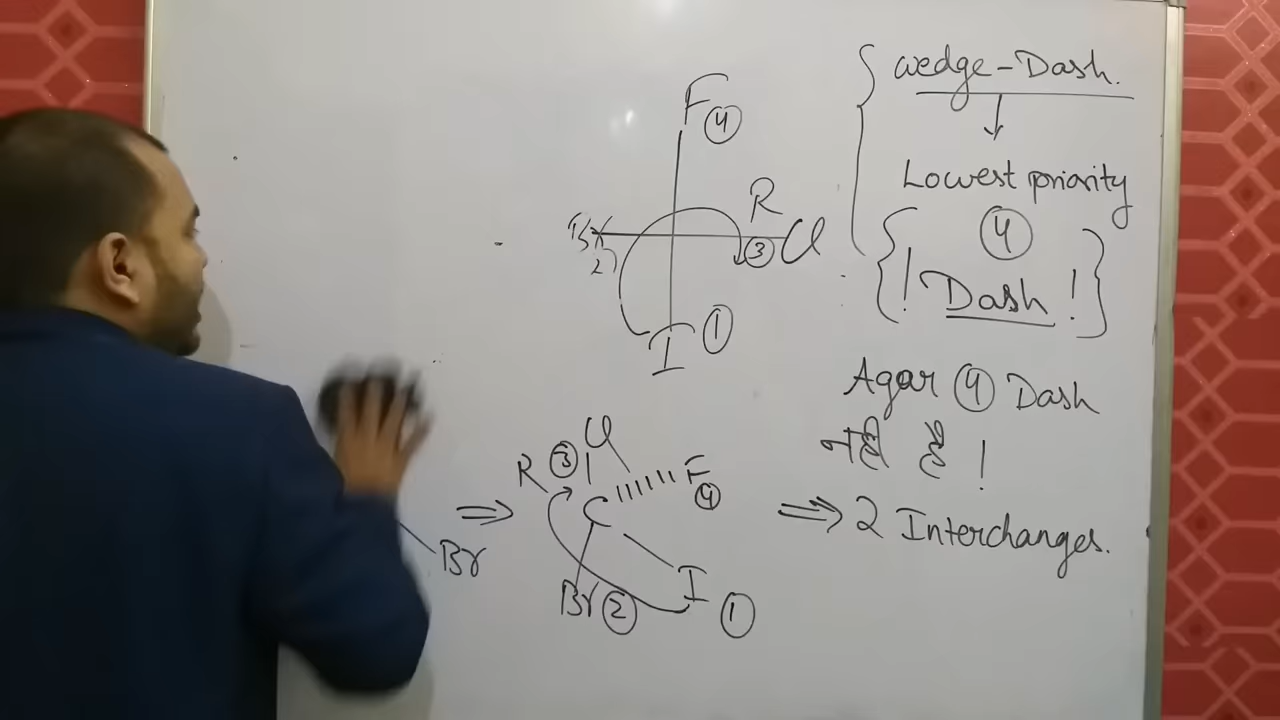 F ④
R
Br ③ Cl
2
I ①
wedge-Dash.
Lowest priority
④
! Dash !
Agar ④ Dash
नही है !
⇒ 2 Interchanges.
Br
⇒
Cl
R ③
F
④
C
I
Br ② ①